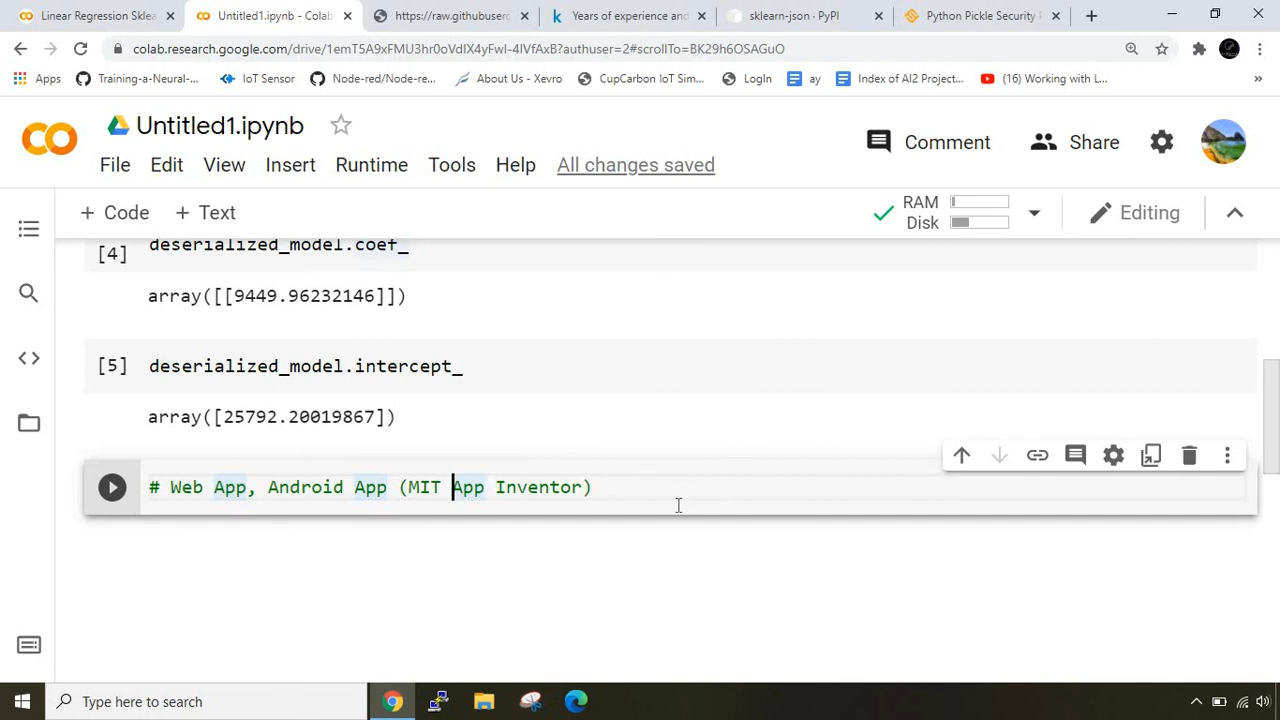 Linear Regression Sklea
Untitled1.ipynb - Colab
https://raw.githubuserc
Years of experience and
sklearn-json · PyPI
Python Pickle Security P
colab.research.google.com/drive/1emT5A9xFMU3hr0oVdIX4yFwI-4IVfAxB?authuser=2#scrollTo=BK29h6OSAGuO
Apps
Training-a-Neural-...
IoT Sensor
Node-red/Node-re...
About Us - Xevro
CupCarbon IoT Sim...
LogIn
ay
Index of AI2 Project...
(16) Working with L...
»
Untitled1.ipynb
Comment
Share
File Edit View Insert Runtime Tools Help All changes saved
+ Code + Text
RAM
Disk
Editing
[4] deserialized_model.coef_
array([[9449.96232146]])
[5] deserialized_model.intercept_
array([25792.20019867])
# Web App, Android App (MIT App Inventor)
Type here to search